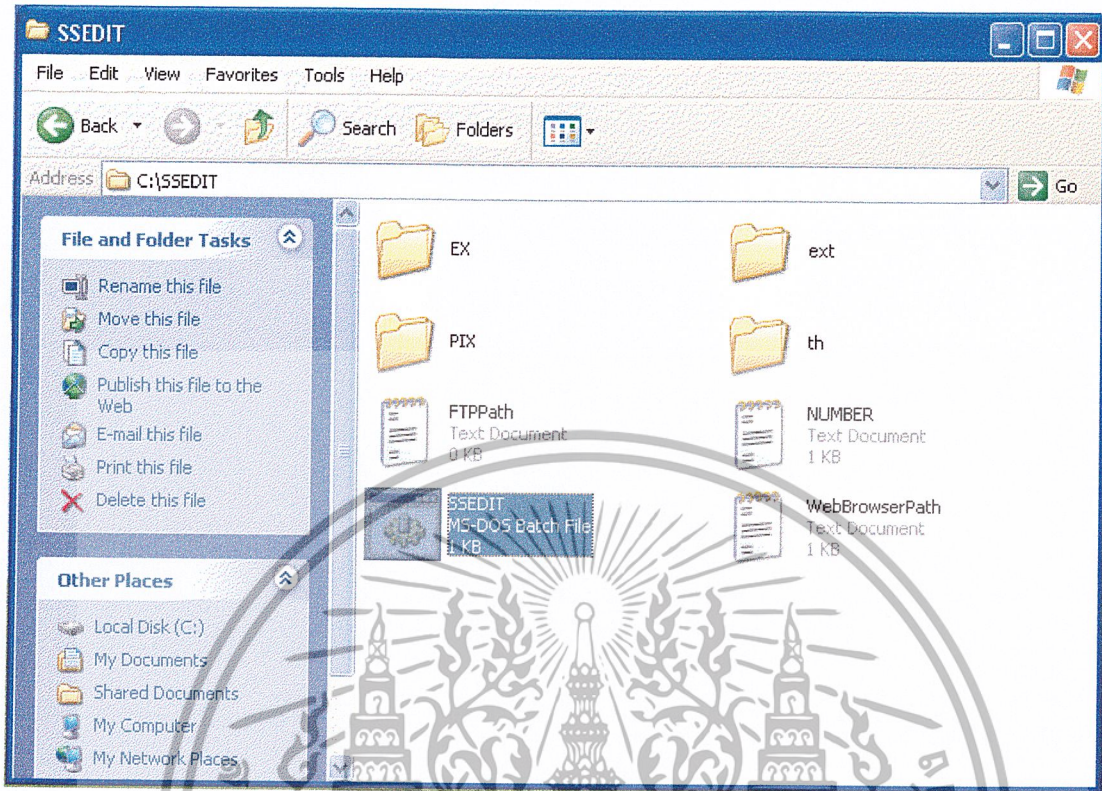 SSEDIT
File Edit View Favorites Tools Help
Back Search Folders
Address C:\SSEDIT Go
File and Folder Tasks
Rename this file
Move this file
Copy this file
Publish this file to the
Web
E-mail this file
Print this file
Delete this file
Other Places
Local Disk (C:)
My Documents
Shared Documents
My Computer
My Network Places
EX
ext
PIX
th
FTPPath
Text Document
0 KB
NUMBER
Text Document
1 KB
SSEDIT
MS-DOS Batch File
1 KB
WebBrowserPath
Text Document
1 KB